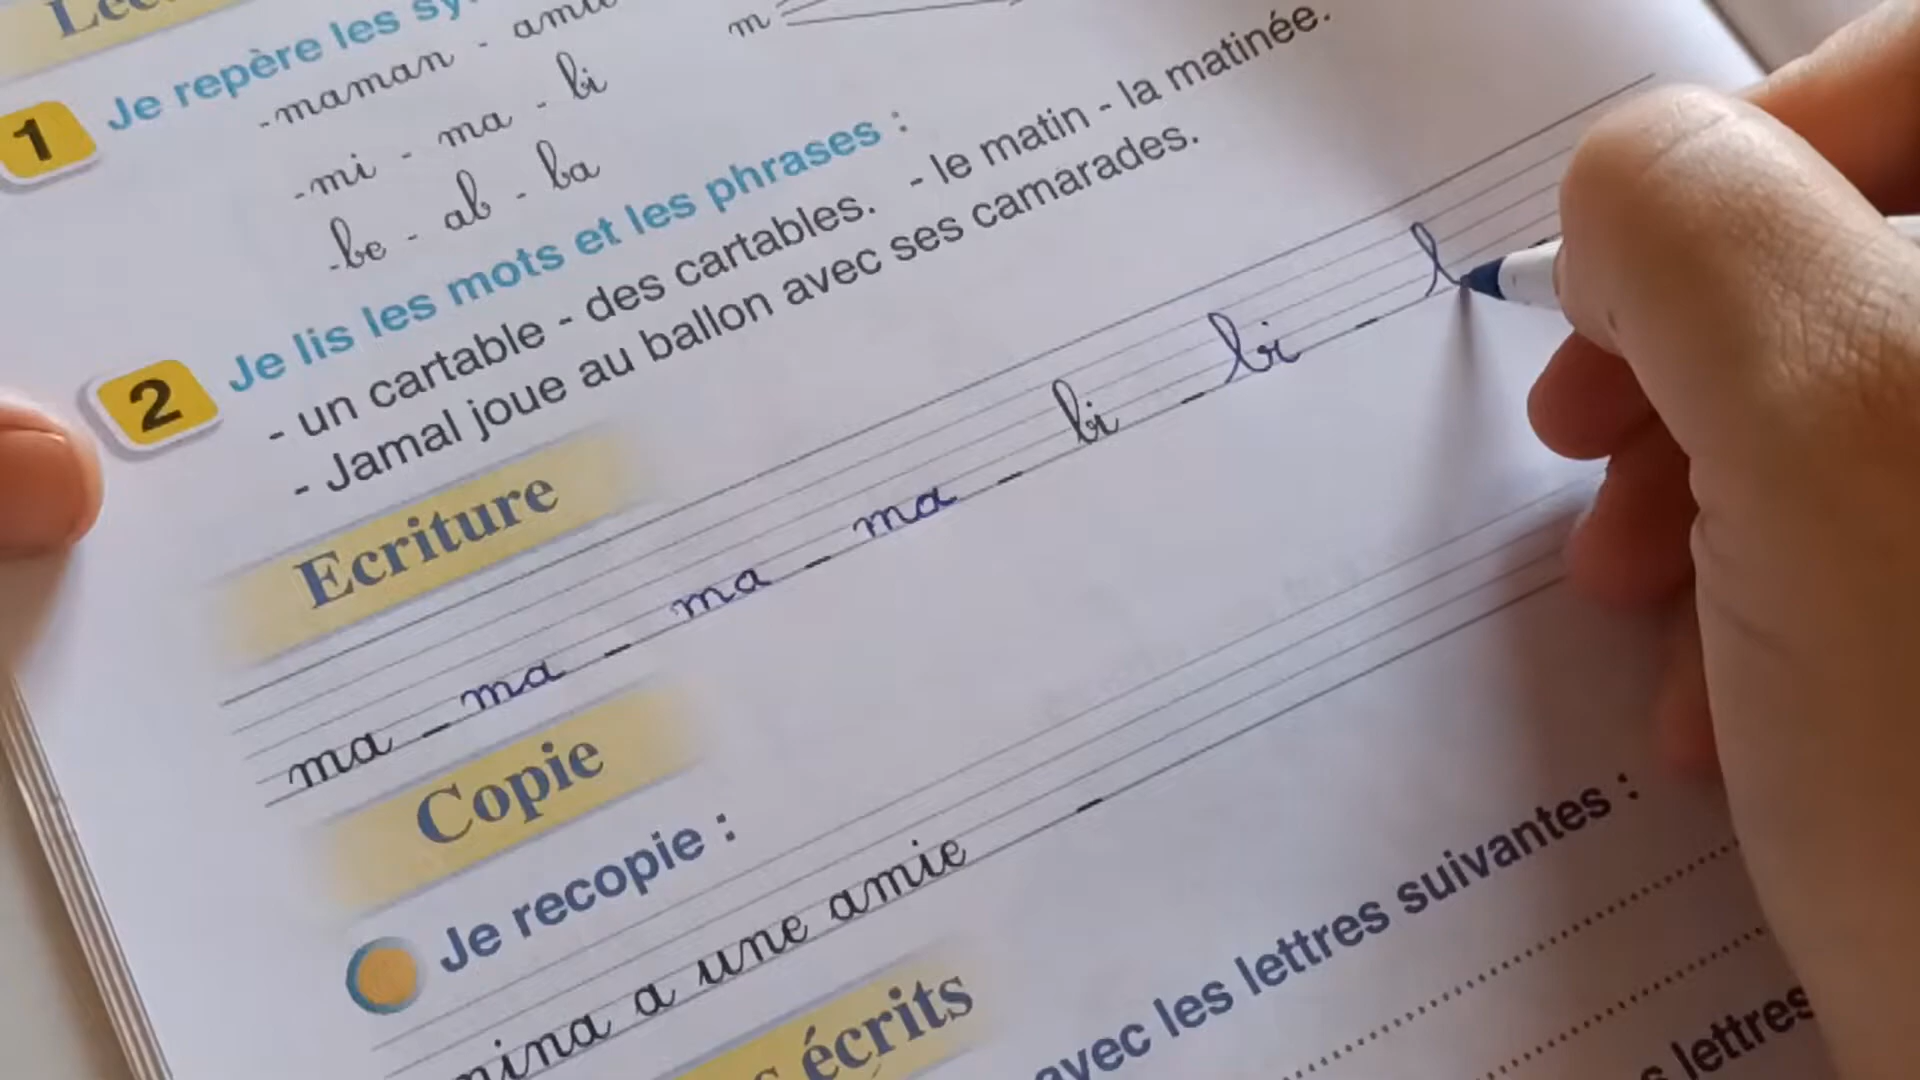 1 Je repère les
- maman -
m
- mi - ma - bi
- be - ab - ba
2 Je lis les mots et les phrases :
- un cartable - des cartables. - le matin - la matinée.
- Jamal joue au ballon avec ses camarades.
Ecriture
ma - ma - ma - ma - bi - bi - l
Copie
Je recopie :
a une amie -
écrits
avec les lettres suivantes :
lettres